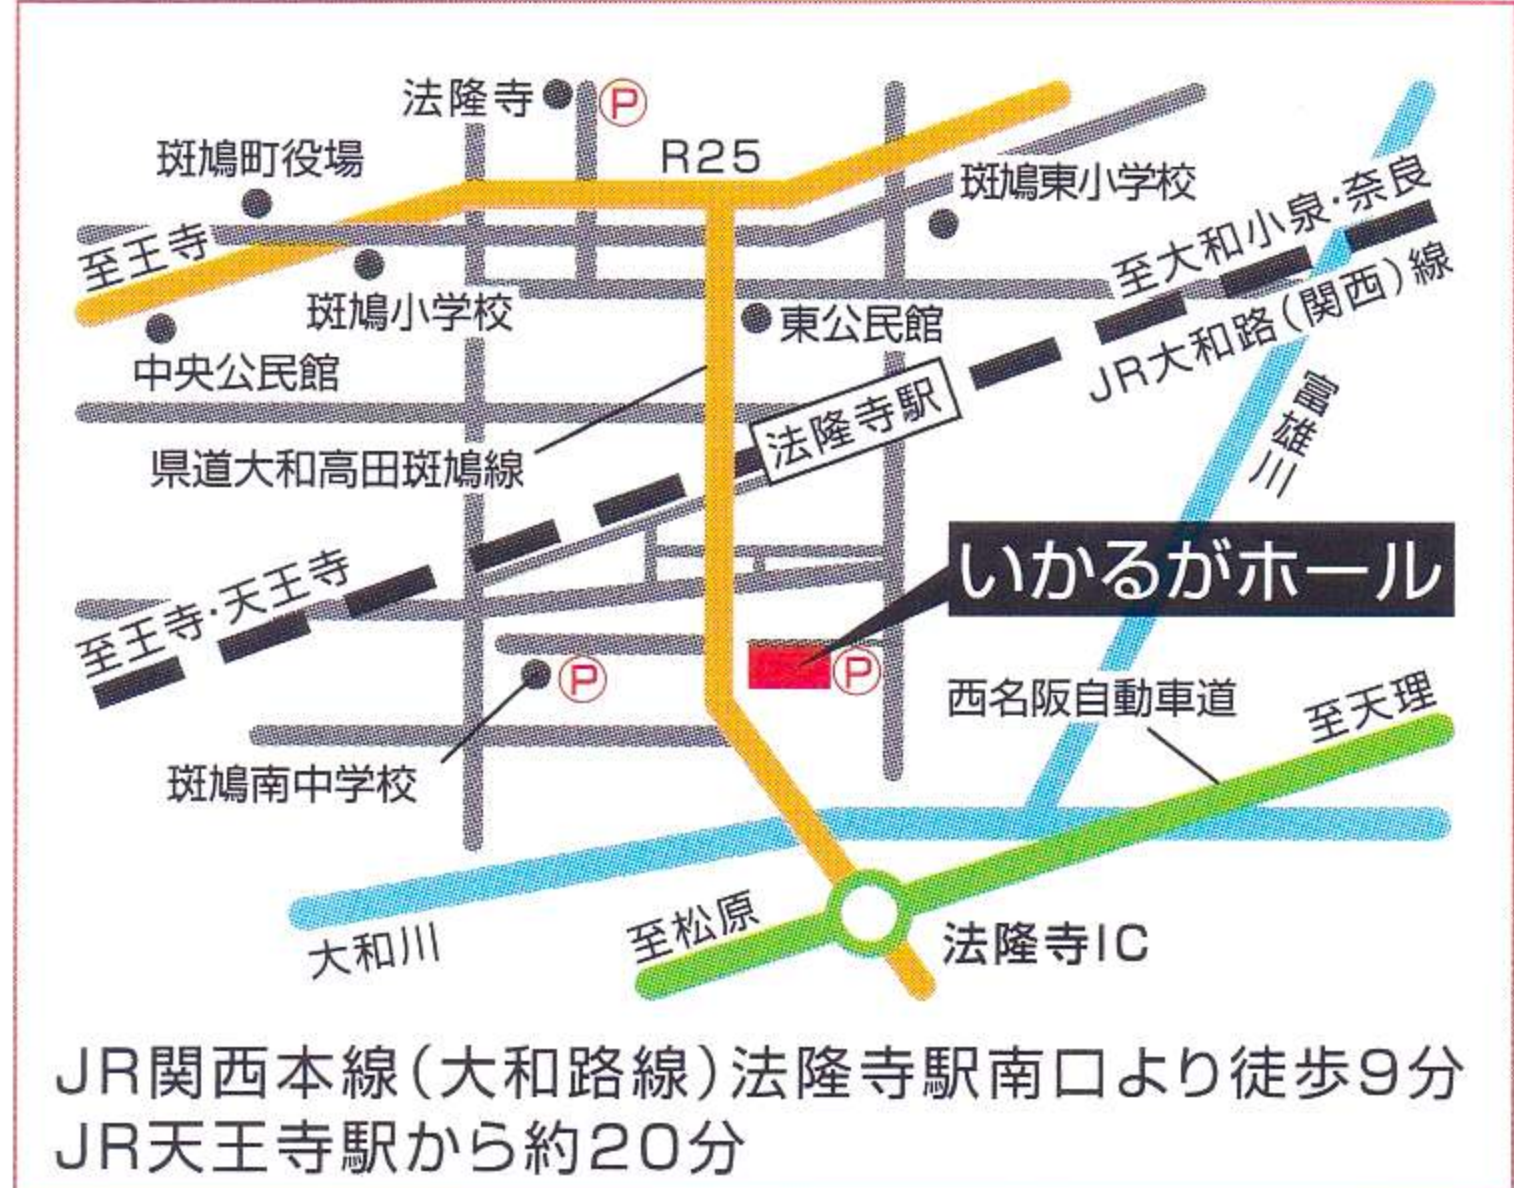 法隆寺
P
斑鳩町役場
R25
斑鳩東小学校
至王寺
至大和小泉・奈良
斑鳩小学校
東公民館
JR大和路(関西)線
中央公民館
法隆寺駅
富雄川
県道大和高田斑鳩線
いかるがホール
至王寺・天王寺
P
P
西名阪自動車道
至天理
斑鳩南中学校
至松原
大和川
法隆寺IC
JR関西本線(大和路線)法隆寺駅南口より徒歩9分
JR天王寺駅から約20分